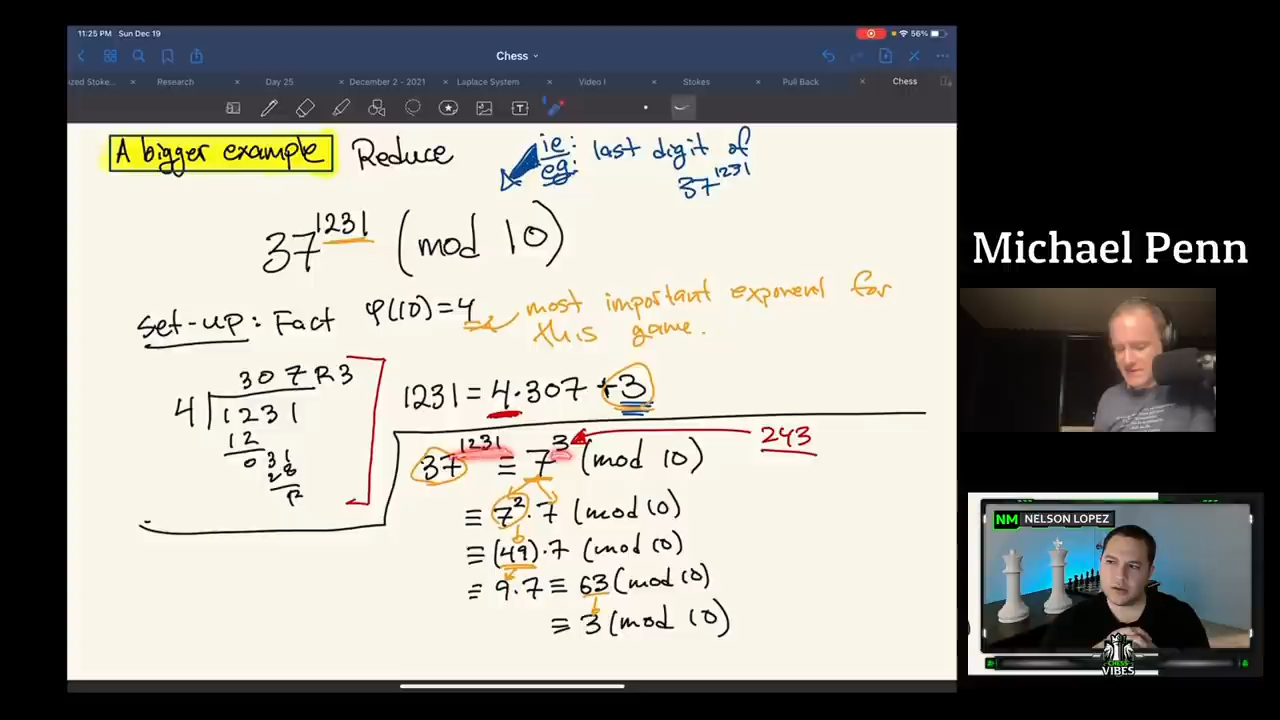 11:25 PM Sun Dec 19
56%
Chess
ized Stoke...
Research
Day 25
December 2 - 2021
Laplace System
Video I
Stokes
Pull Back
Chess
A bigger example Reduce
ie: last digit of
eg: 37^1231
37^1231 (mod 10)
set-up: Fact φ(10)=4 most important exponent for
this game.
307 R3
4 1231
12
031
28
1231 = 4·307 + 3
37^1231 ≡ 7^3 (mod 10) 243
≡ 7^2·7 (mod 10)
≡ (49)·7 (mod 10)
≡ 9·7 ≡ 63 (mod 10)
≡ 3 (mod 10)
Michael Penn
NM NELSON LOPEZ
CHESS
VIBES